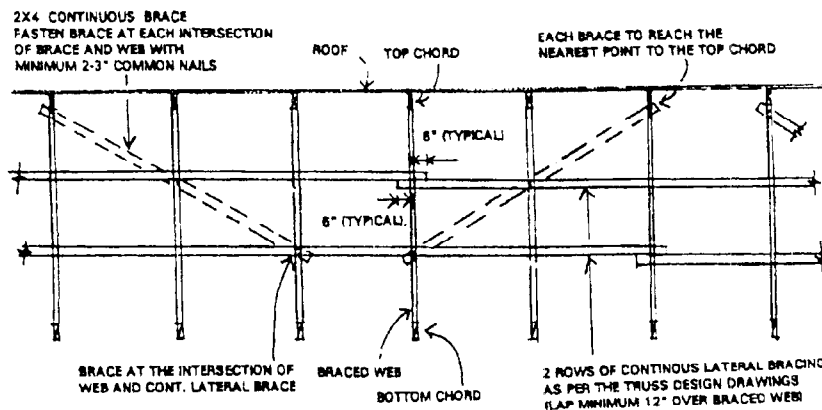 2X4 CONTINUOUS BRACE
FASTEN BRACE AT EACH INTERSECTION
OF BRACE AND WEB WITH
MINIMUM 2-3" COMMON NAILS
ROOF
TOP CHORD
EACH BRACE TO REACH THE
NEAREST POINT TO THE TOP CHORD
6" (TYPICAL)
6" (TYPICAL).
BRACE AT THE INTERSECTION OF
WEB AND CONT. LATERAL BRACE
BRACED WEB
BOTTOM CHORD
2 ROWS OF CONTINOUS LATERAL BRACING
AS PER THE TRUSS DESIGN DRAWINGS
(LAP MINIMUM 12" OVER BRACED WEB)